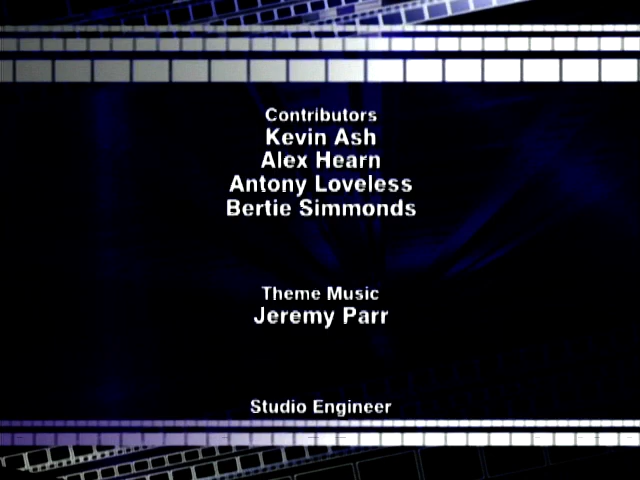 Contributors
Kevin Ash
Alex Hearn
Antony Loveless
Bertie Simmonds
Theme Music
Jeremy Parr
Studio Engineer